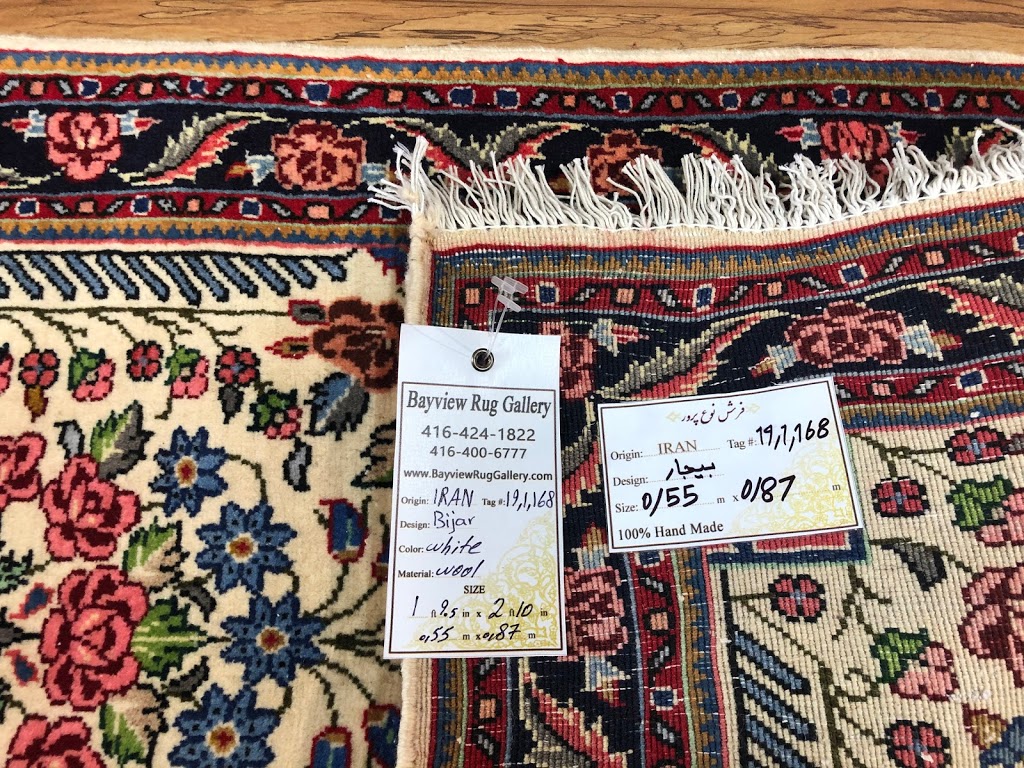 Bayview Rug Gallery
416-424-1822
416-400-6777
www.BayviewRugGallery.com
Origin: IRAN Tag #: 19,1,168
Design: Bijar
Color: white
Material: wool
SIZE
1 ft 9.5 in x 2 ft 10 in
0,55 m x 0,87 m
فرش نوع پرور
Origin: IRAN Tag #: 19,1,168
Design: بیجار
Size: 0/55 m x 0/87 m
100% Hand Made